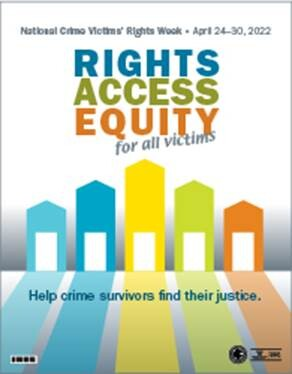 National Crime Victims' Rights Week • April 24–30, 2022
RIGHTS
ACCESS
EQUITY
for all victims
Help crime survivors find their justice.